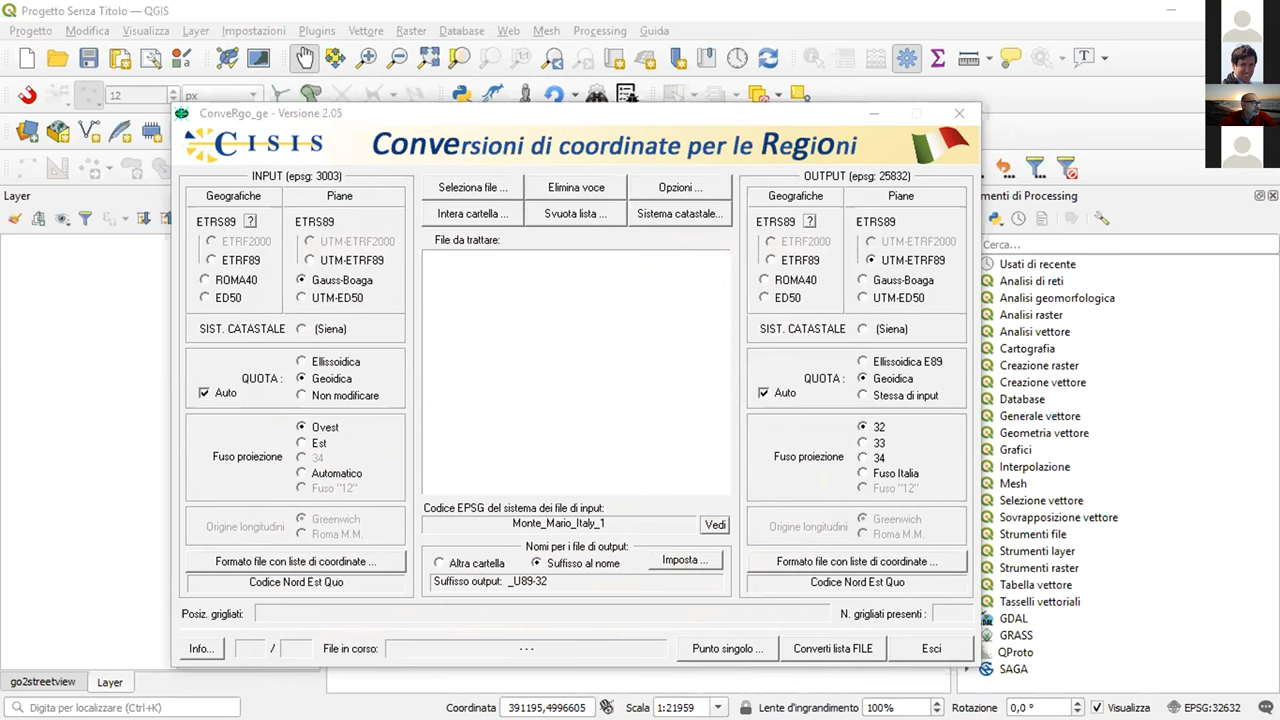 Progetto Senza Titolo — QGIS
Progetto Modifica Visualizza Layer Impostazioni Plugins Vettore Raster Database Web Mesh Processing Guida
12 px
ConveRgo_ge - Versione 2.05
CISIS Conversioni di coordinate per le Regioni
INPUT (epsg: 3003)
Geografiche Piane
ETRS89 ? ETRS89
ETRF2000 UTM-ETRF2000
ETRF89 UTM-ETRF89
ROMA40 Gauss-Boaga
ED50 UTM-ED50
SIST. CATASTALE (Siena)
Ellissoidica
QUOTA : Geoidica
Auto Non modificare
Ovest
Est
Fuso proiezione 34
Automatico
Fuso "12"
Origine longitudini Greenwich
Roma M.M.
Formato file con liste di coordinate ...
Codice Nord Est Quo
Seleziona file ... Elimina voce Opzioni ...
Intera cartella ... Svuota lista ... Sistema catastale...
File da trattare:
Codice EPSG del sistema dei file di input:
Monte_Mario_Italy_1 Vedi
Nomi per i file di output:
Altra cartella Suffisso al nome Imposta ...
Suffisso output: _U89-32
OUTPUT (epsg: 25832)
Geografiche Piane
ETRS89 ? ETRS89
ETRF2000 UTM-ETRF2000
ETRF89 UTM-ETRF89
ROMA40 Gauss-Boaga
ED50 UTM-ED50
SIST. CATASTALE (Siena)
Ellissoidica E89
QUOTA : Geoidica
Auto Stessa di input
32
33
Fuso proiezione 34
Fuso Italia
Fuso "12"
Origine longitudini Greenwich
Roma M.M.
Formato file con liste di coordinate ...
Codice Nord Est Quo
Posiz. grigliati: N. grigliati presenti :
Info... / File in corso: ... Punto singolo ... Converti lista FILE Esci
Layer
menti di Processing
Cerca...
Usati di recente
Analisi di reti
Analisi geomorfologica
Analisi raster
Analisi vettore
Cartografia
Creazione raster
Creazione vettore
Database
Generale vettore
Geometria vettore
Grafici
Interpolazione
Mesh
Selezione vettore
Sovrapposizione vettore
Strumenti file
Strumenti layer
Strumenti raster
Tabella vettore
Tasselli vettoriali
GDAL
GRASS
QProto
SAGA
go2streetview Layer
Digita per localizzare (Ctrl+K) Coordinata 391195,4996605 Scala 1:21959 Lente d'ingrandimento 100% Rotazione 0,0 ° Visualizza EPSG:32632